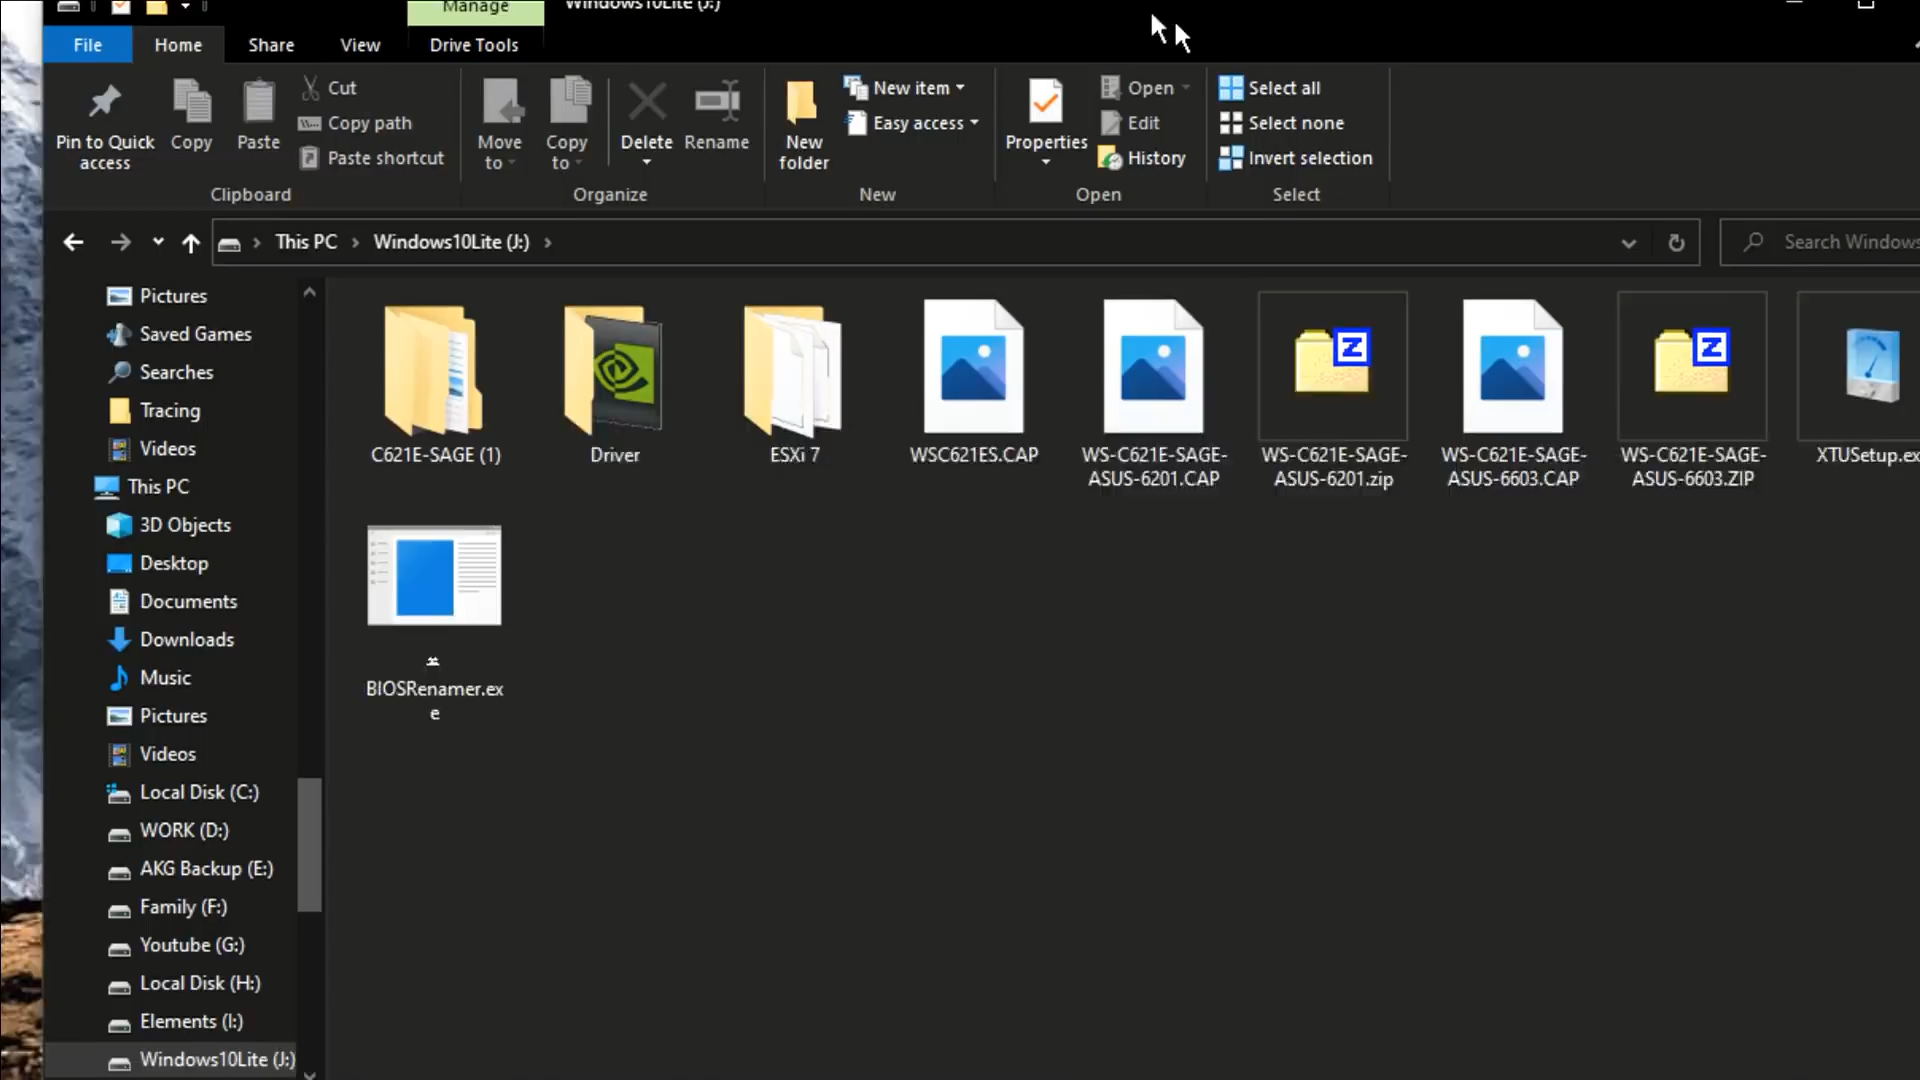 Manage
Windows10Lite (J:)
File
Home
Share
View
Drive Tools
Pin to Quick
access
Copy
Paste
Cut
Copy path
Paste shortcut
Clipboard
Move
to
Copy
to
Delete
Rename
Organize
New
folder
New item
Easy access
New
Properties
Open
Edit
History
Open
Select all
Select none
Invert selection
Select
This PC
Windows10Lite (J:)
Search Windows
Pictures
Saved Games
Searches
Tracing
Videos
This PC
3D Objects
Desktop
Documents
Downloads
Music
Pictures
Videos
Local Disk (C:)
WORK (D:)
AKG Backup (E:)
Family (F:)
Youtube (G:)
Local Disk (H:)
Elements (I:)
Windows10Lite (J:)
C621E-SAGE (1)
Driver
ESXi 7
WSC621ES.CAP
WS-C621E-SAGE-
ASUS-6201.CAP
WS-C621E-SAGE-
ASUS-6201.zip
WS-C621E-SAGE-
ASUS-6603.CAP
WS-C621E-SAGE-
ASUS-6603.ZIP
XTUSetup.ex
BIOSRenamer.ex
e